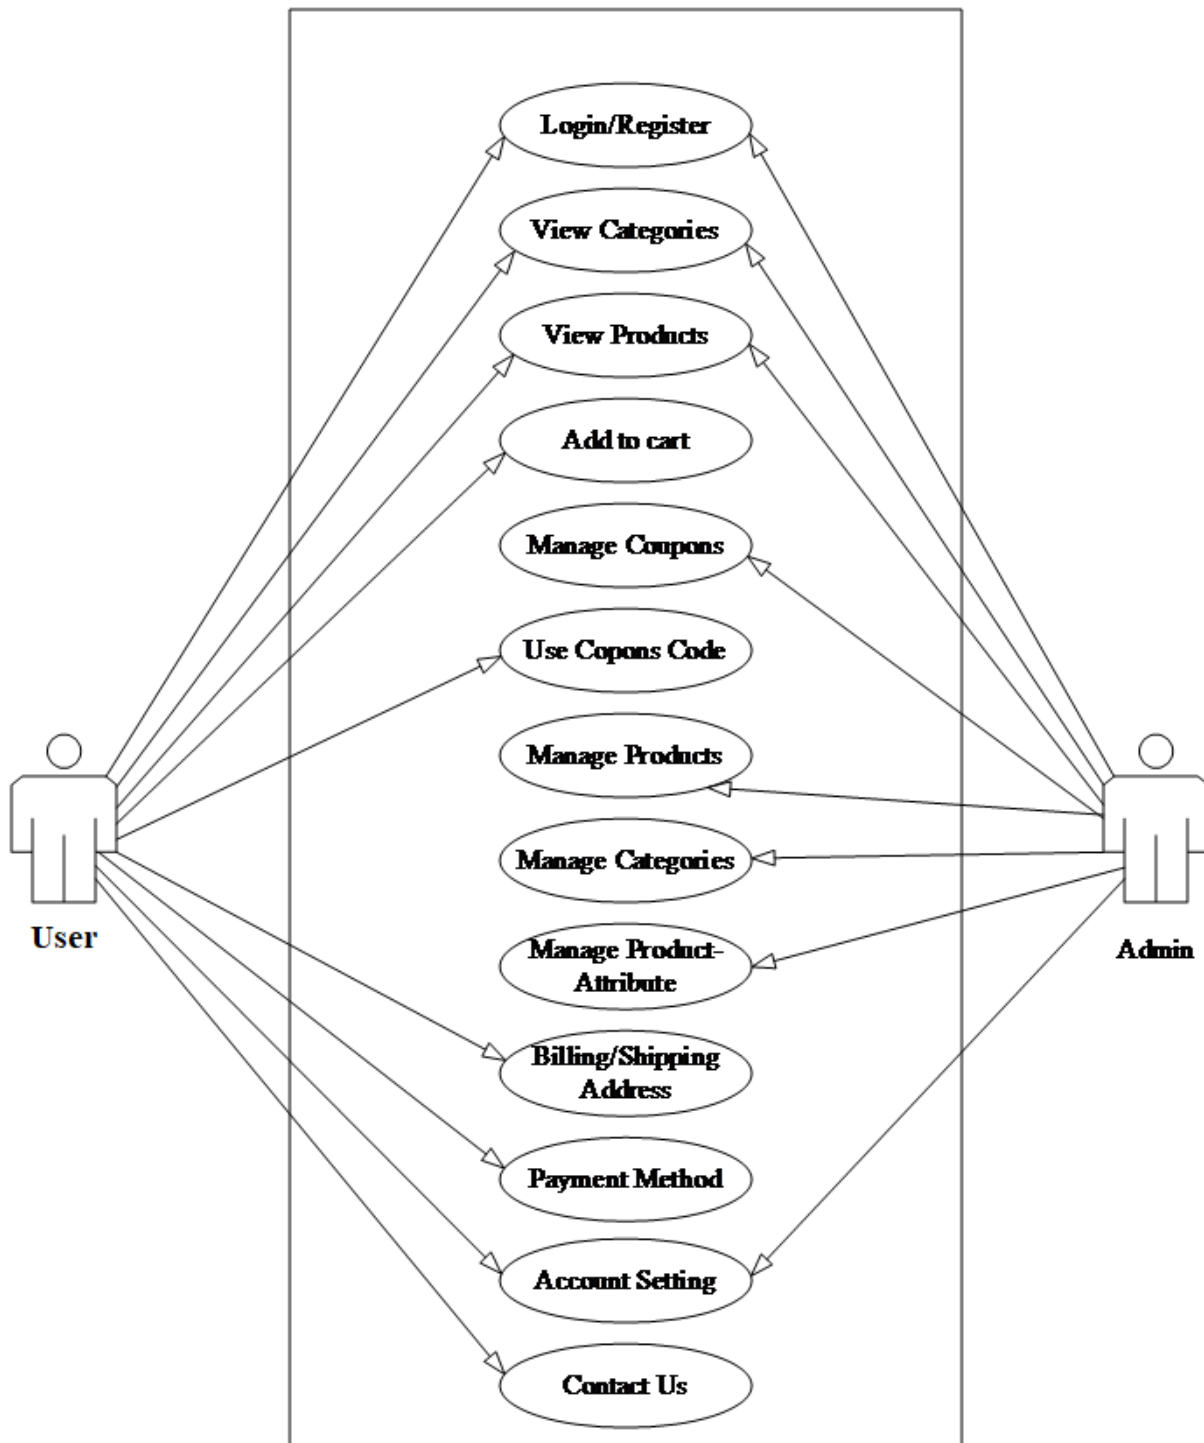 Login/Register
View Categories
View Products
Add to cart
Manage Coupons
Use Copons Code
Manage Products
Manage Categories
User
Admin
Manage Product-
Attribute
Billing/Shipping
Address
Payment Method
Account Setting
Contact Us